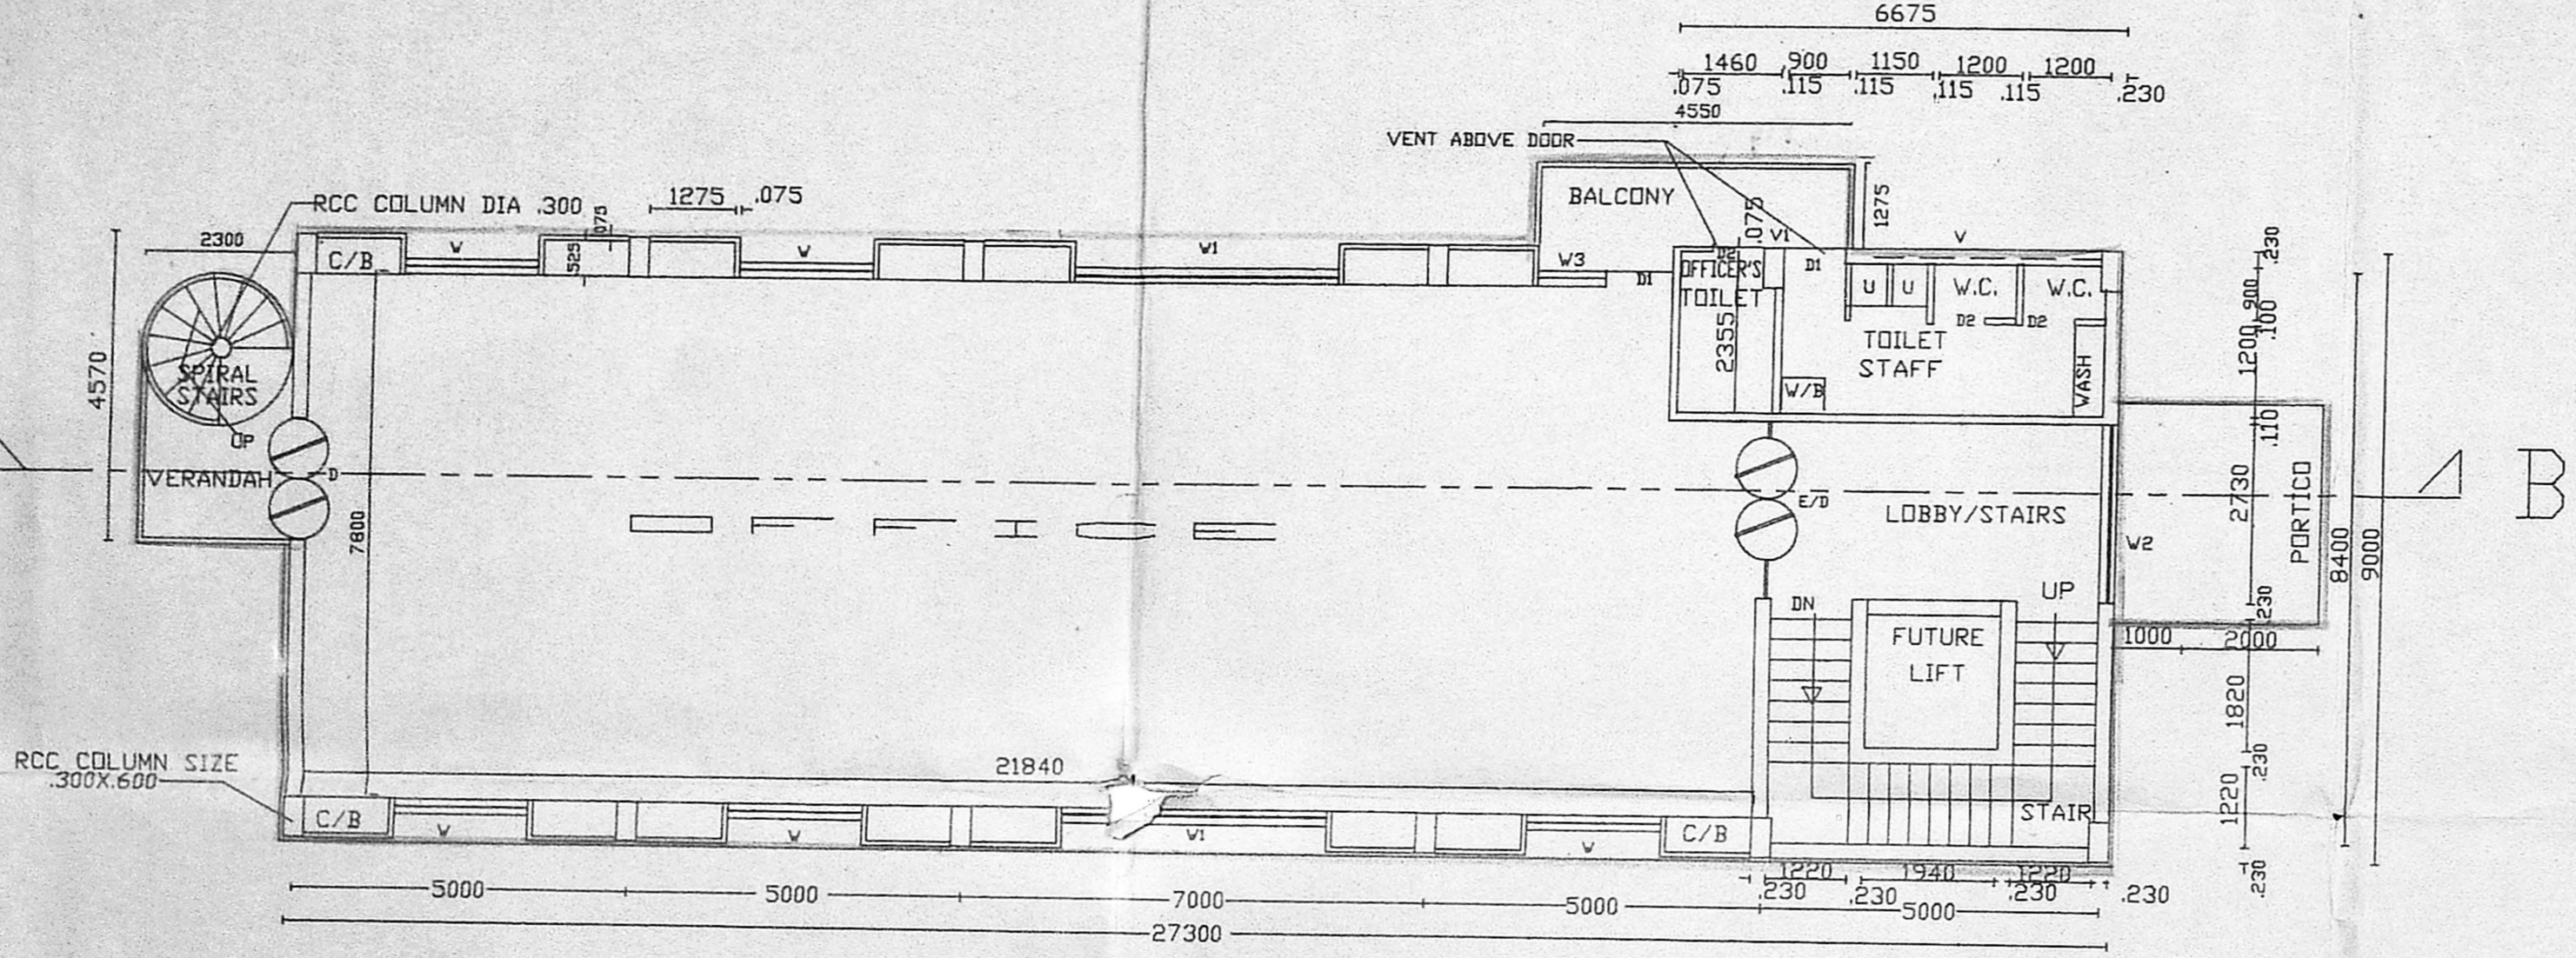 6675
1460 900 1150 1200 1200
.075 .115 .115 .115 .115 .230
4550
VENT ABOVE DOOR
BALCONY
1275
.075
RCC COLUMN DIA .300
1275 .075
.075
.525
2300
C/B W W W1 W3 D1
D2 V1 D1 V
OFFICER'S
TOILET
2355
U U W.C. W.C.
D2 D2
TOILET
STAFF
W/B
WASH
4570
SPIRAL
STAIRS
UP
VERANDAH
D
7800
OFFICE
E/D
LOBBY/STAIRS
W2
PORTICO
B
.230
900
.100
1200
.110
2730
.230
8400
9000
1000 2000
1820
.230
1220
.230
DN
UP
FUTURE
LIFT
STAIR
21840
RCC COLUMN SIZE
.300X.600
C/B W W W1 W C/B
1220 1940 1220
.230 .230 .230 .230
5000 5000 7000 5000 5000
27300